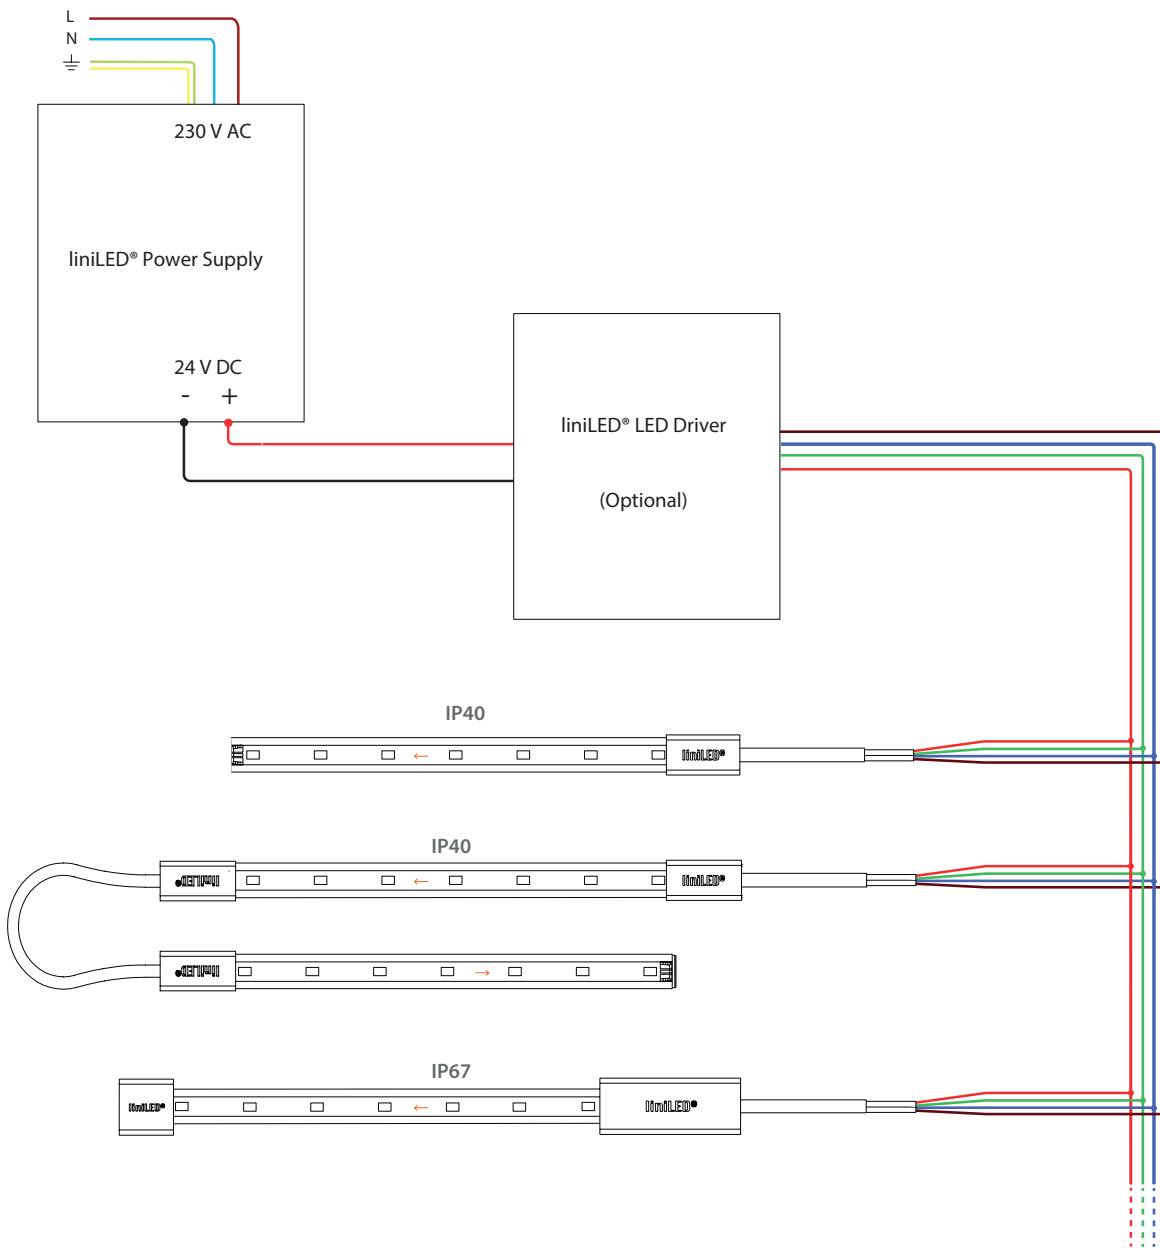 L
N
230 V AC
liniLED® Power Supply
24 V DC
- +
liniLED® LED Driver
(Optional)
IP40
liniLED®
IP40
liniLED®
liniLED®
liniLED®
IP67
liniLED®
liniLED®